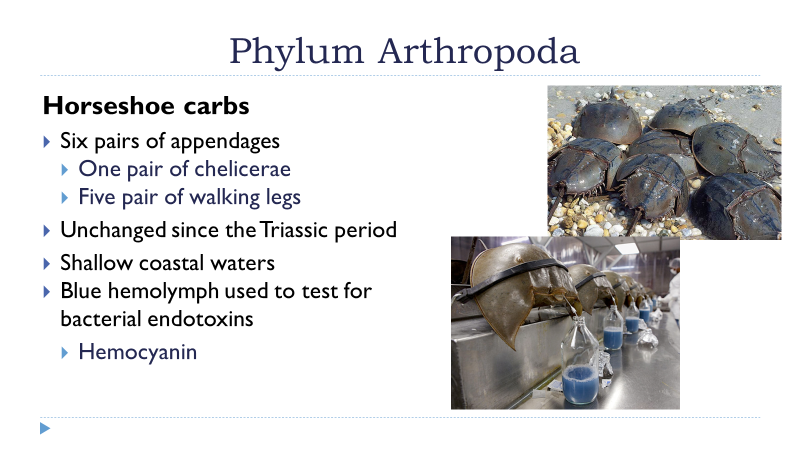 Phylum Arthropoda
Horseshoe carbs
Six pairs of appendages
One pair of chelicerae
Five pair of walking legs
Unchanged since the Triassic period
Shallow coastal waters
Blue hemolymph used to test for
bacterial endotoxins
Hemocyanin